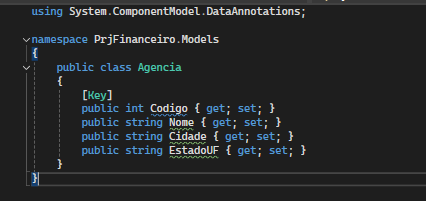 using System.ComponentModel.DataAnnotations;
namespace PrjFinanceiro.Models
{
public class Agencia
{
[Key]
public int Codigo { get; set; }
public string Nome { get; set; }
public string Cidade { get; set; }
public string EstadoUF { get; set; }
}
}